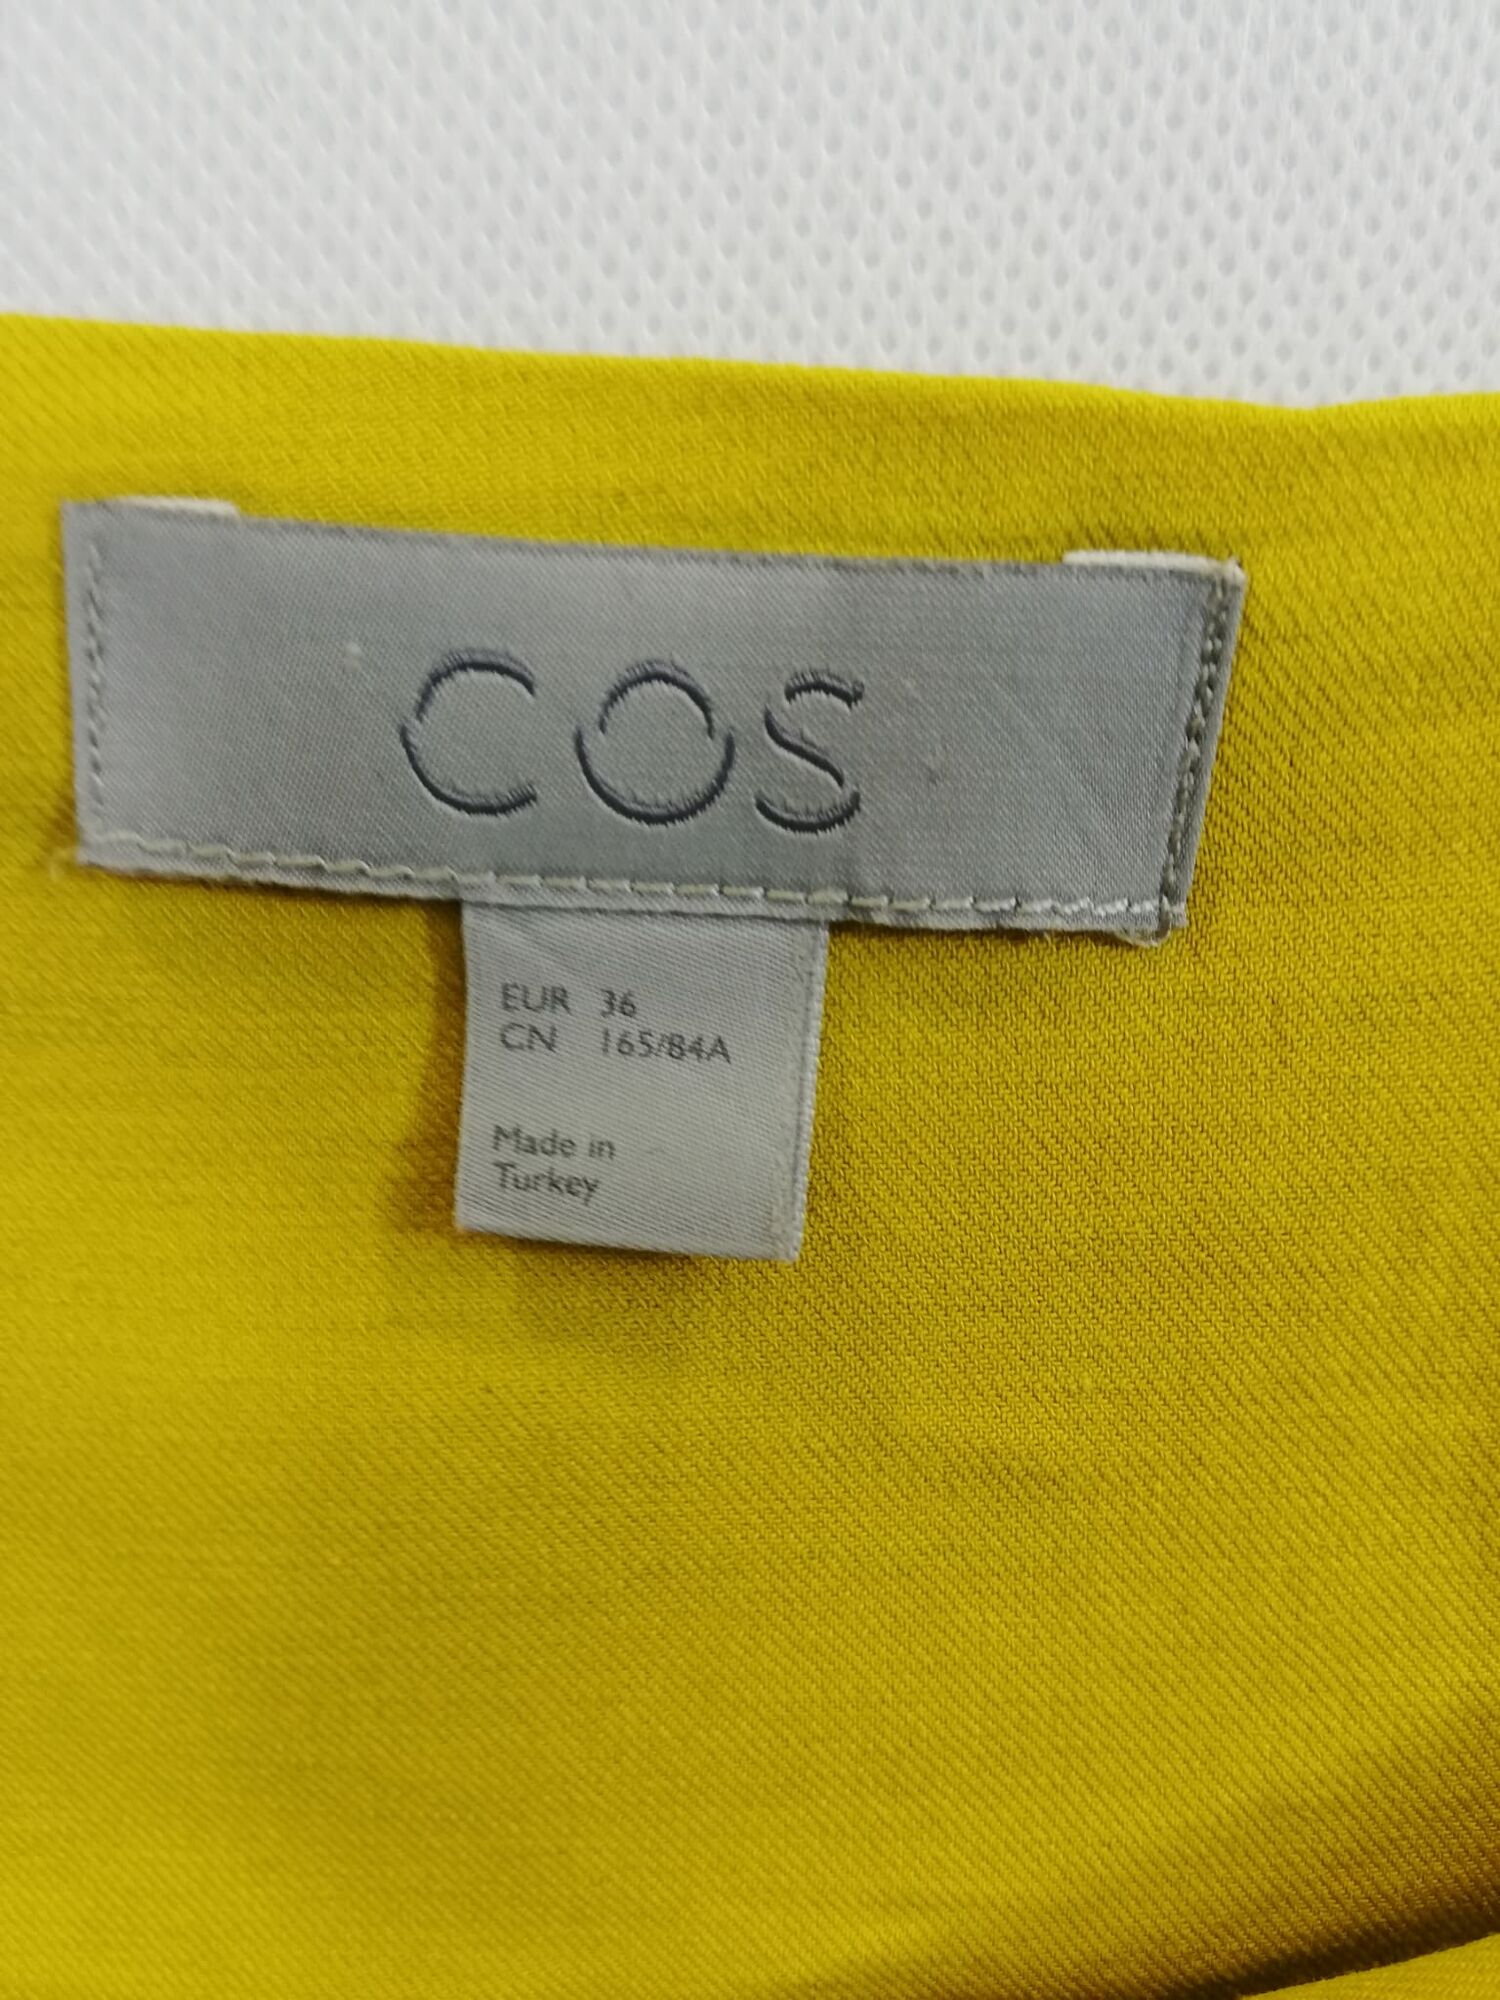 COS
EUR 36
CN 165/84A
Made in
Turkey